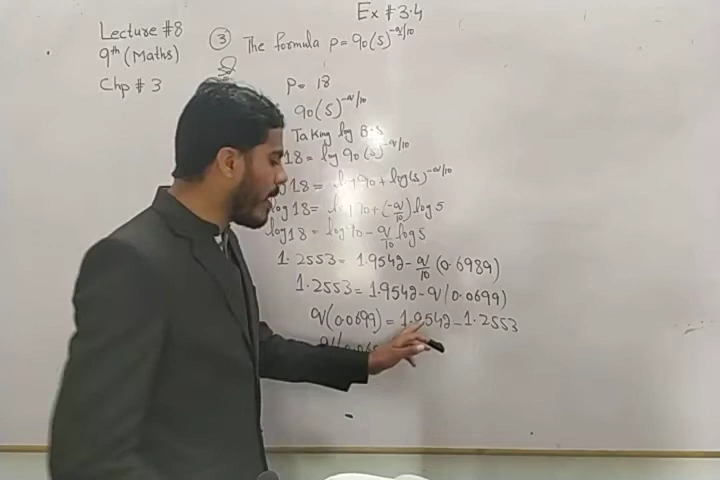 Ex # 3.4
Lecture #8
9th (Maths)
Chp # 3
③ The formula P = 90(5)^-q/10
P = 18
90(5)^-q/10
Taking log B.S
18 = log 90(5)^-q/10
og 18 = log 90 + log(5)^-q/10
log 18 = log 90 + (-q/10) log 5
log 18 = log 90 - q/10 log 5
1.2553 = 1.9542 - q/10 (0.6989)
1.2553 = 1.9542 - q(0.0699)
q(0.0699) = 1.9542 - 1.2553